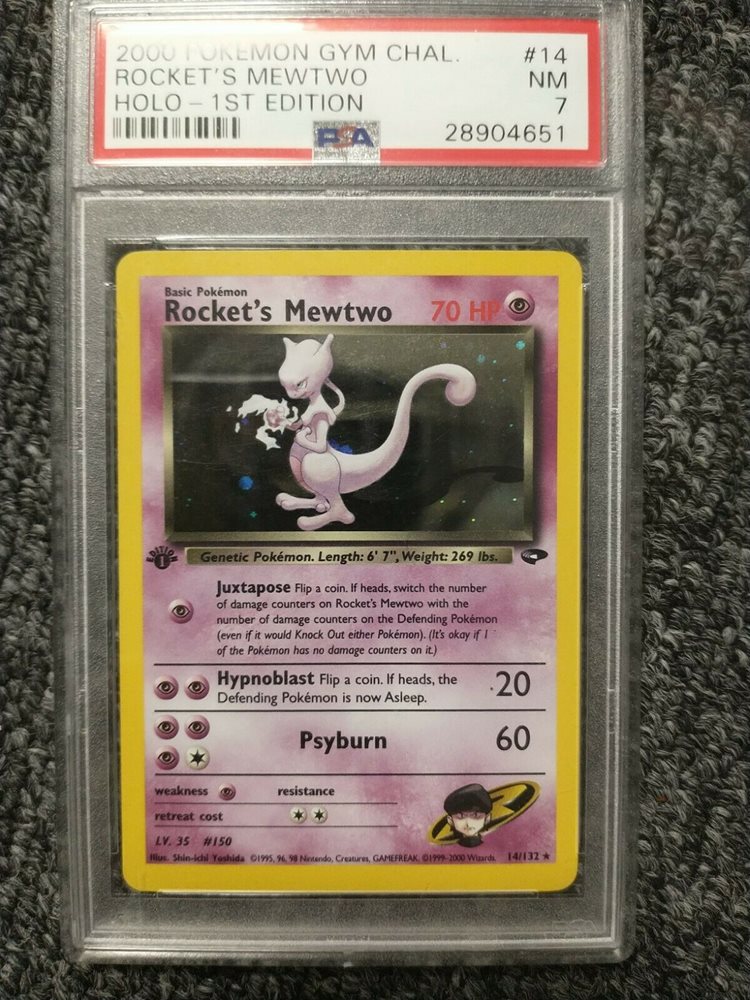 2000 POKEMON GYM CHAL. #14
ROCKET'S MEWTWO NM
HOLO - 1ST EDITION 7
PSA 28904651
Basic Pokémon
Rocket's Mewtwo 70 HP
EDITION
1
Genetic Pokémon. Length: 6' 7", Weight: 269 lbs.
Juxtapose Flip a coin. If heads, switch the number
of damage counters on Rocket's Mewtwo with the
number of damage counters on the Defending Pokémon
(even if it would Knock Out either Pokémon). (It's okay if 1
of the Pokémon has no damage counters on it.)
Hypnoblast Flip a coin. If heads, the
Defending Pokémon is now Asleep. 20
Psyburn 60
weakness resistance
retreat cost
LV. 35 #150
Illus. Shin-ichi Yoshida ©1995, 96, 98 Nintendo, Creatures, GAMEFREAK. ©1999-2000 Wizards. 14/132 ★